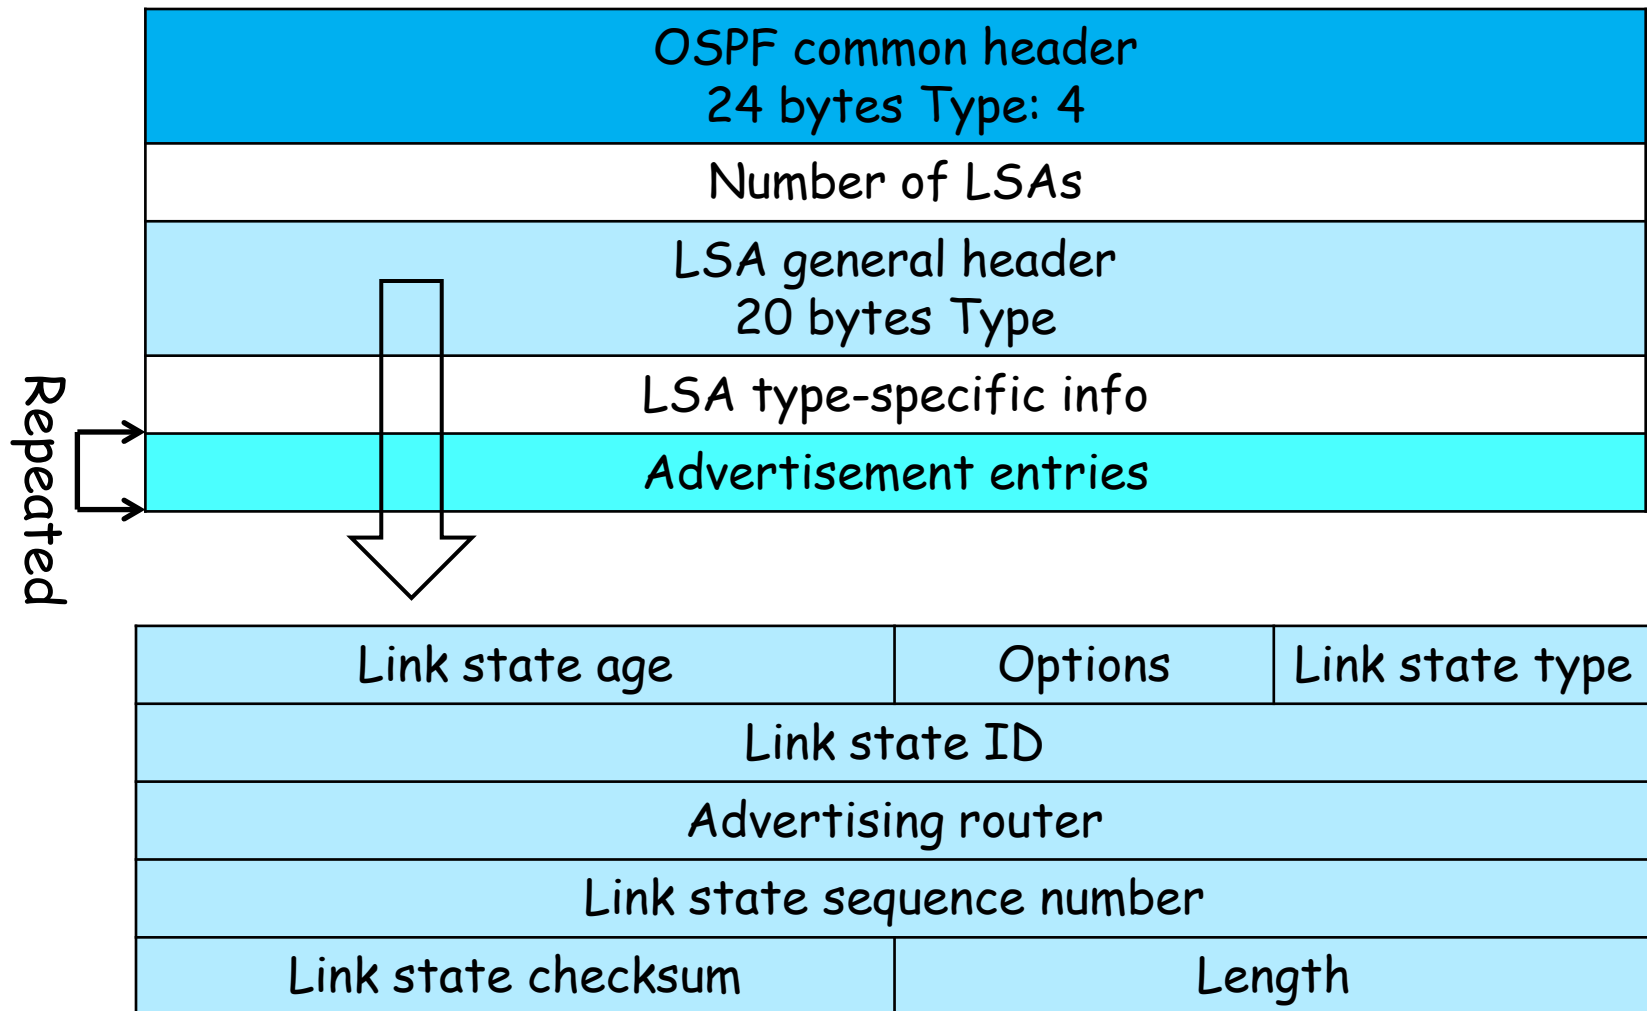 OSPF common header
24 bytes Type: 4
Number of LSAs
LSA general header
20 bytes Type
LSA type-specific info
Repeated
Advertisement entries
Link state age
Options
Link state type
Link state ID
Advertising router
Link state sequence number
Link state checksum
Length